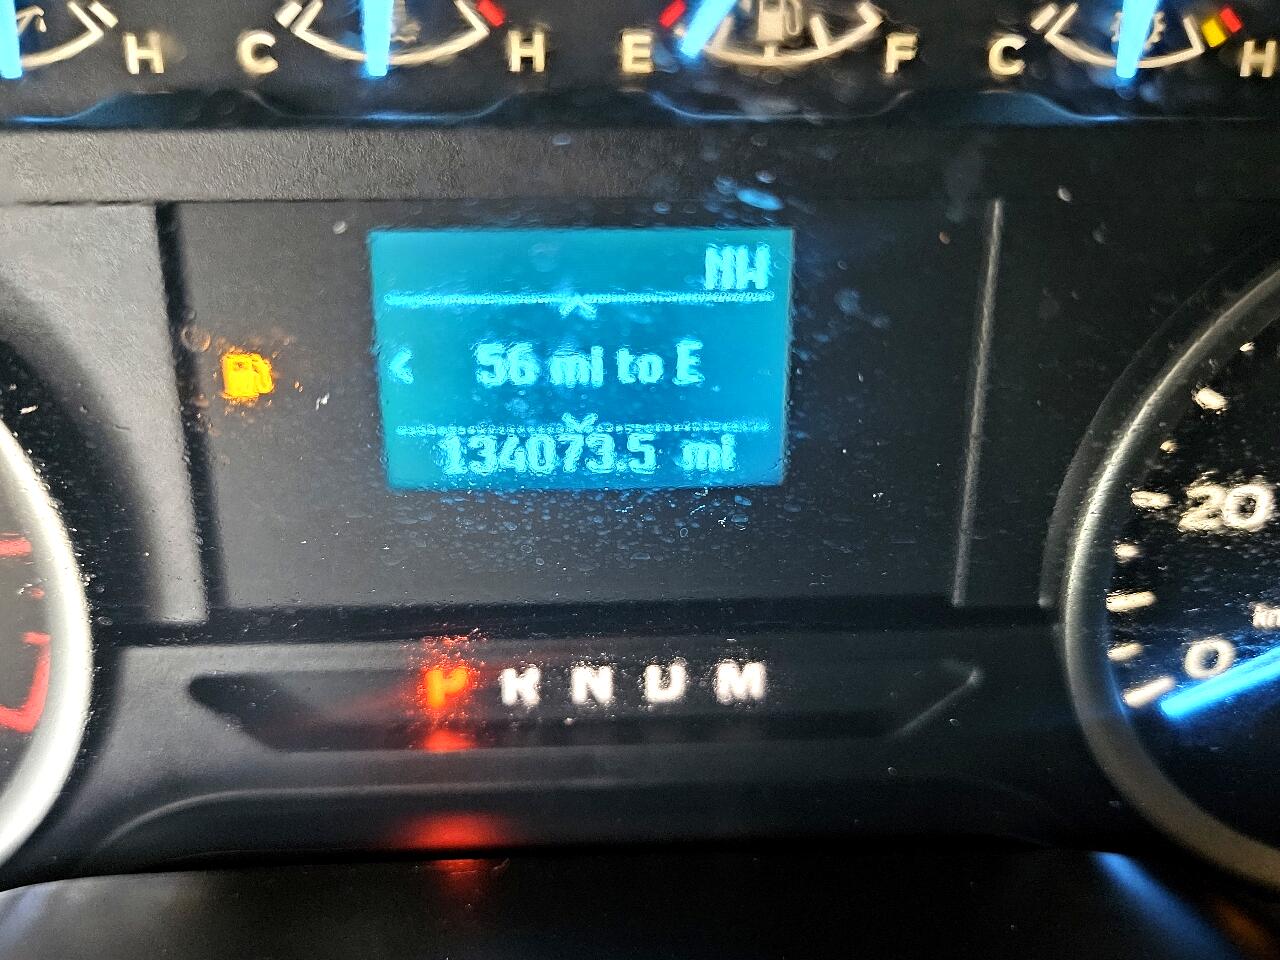 H C H E F C H
NW
< 56 mi to E
134073.5 mi
20
0
P R N D M